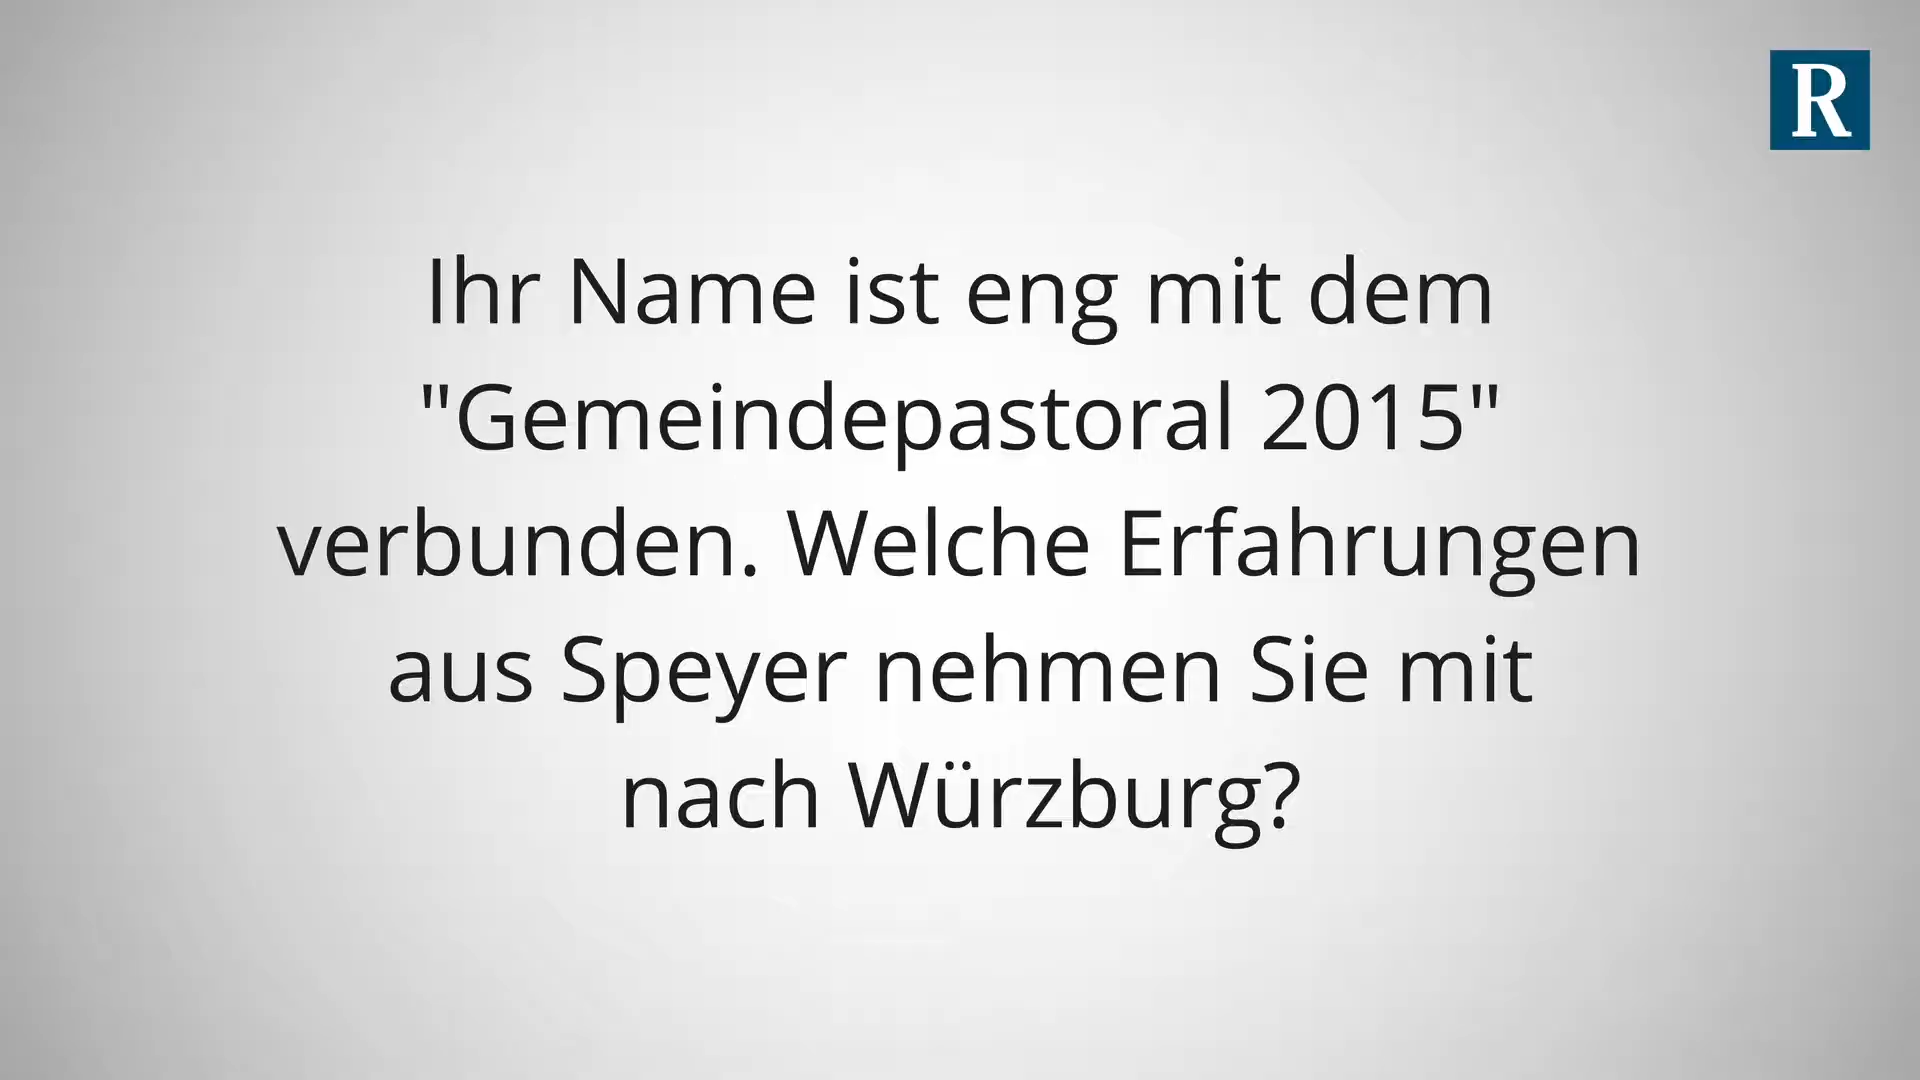 R
Ihr Name ist eng mit dem
"Gemeindepastoral 2015"
verbunden. Welche Erfahrungen
aus Speyer nehmen Sie mit
nach Würzburg?